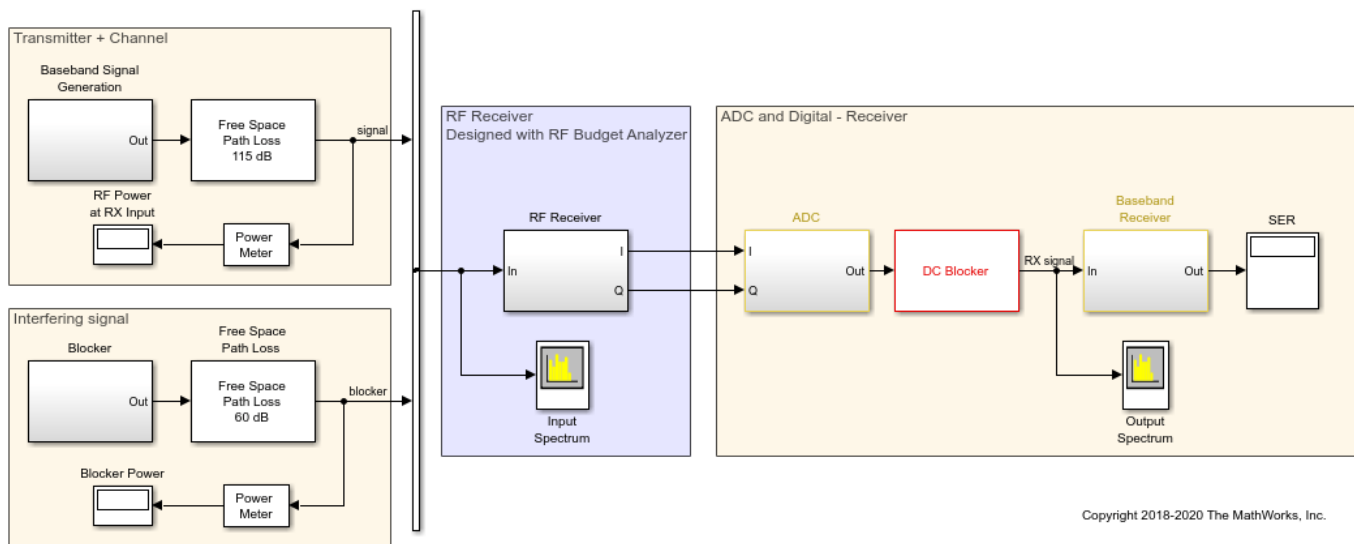 Transmitter + Channel
Baseband Signal
Generation
Out
Free Space
Path Loss
115 dB
signal
RF Power
at RX Input
Power
Meter
Interfering signal
Blocker
Out
Free Space
Path Loss
Free Space
Path Loss
60 dB
blocker
Blocker Power
Power
Meter
RF Receiver
Designed with RF Budget Analyzer
RF Receiver
In
I
Q
Input
Spectrum
ADC and Digital - Receiver
ADC
I
Q
Out
DC Blocker
RX signal
Baseband
Receiver
In
Out
SER
Output
Spectrum
Copyright 2018-2020 The MathWorks, Inc.